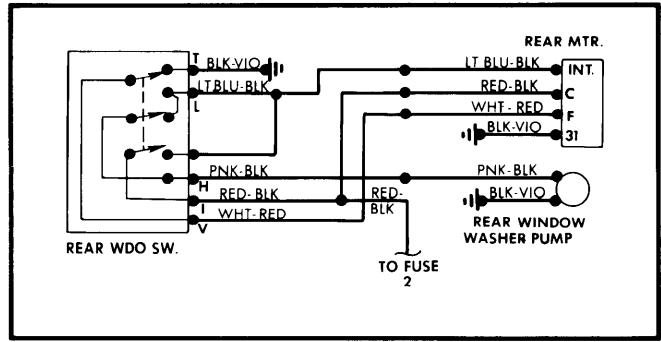 REAR MTR.
T
BLK-VIO
LT BLU-BLK
INT.
LT BLU-BLK
L
RED-BLK
C
WHT-RED
F
BLK-VIO
31
PNK-BLK
H
PNK-BLK
RED-BLK
I
RED-
BLK
BLK-VIO
WHT-RED
V
REAR WDO SW.
REAR WINDOW
WASHER PUMP
TO FUSE
2